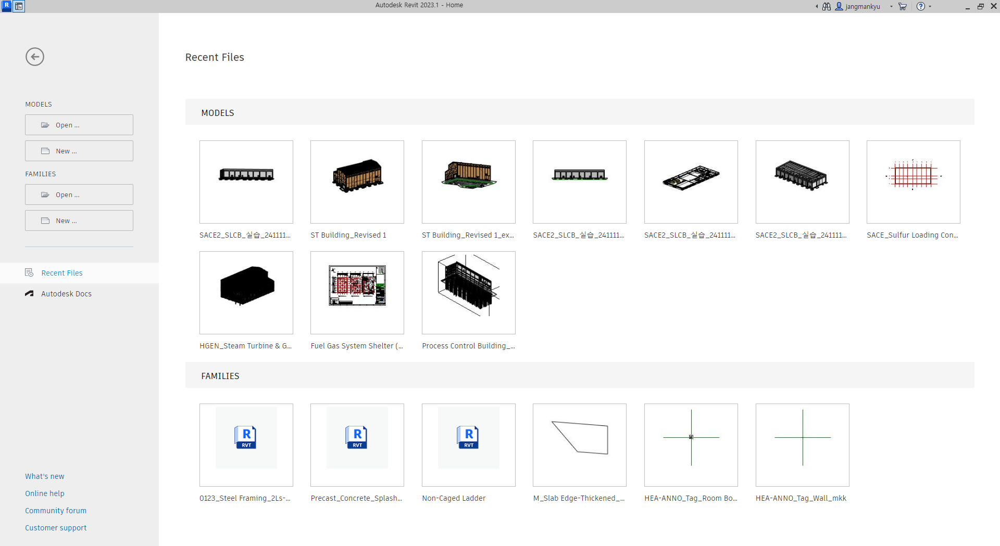 Autodesk Revit 2023.1 - Home
jangmankyu
Recent Files
MODELS
Open ...
New ...
FAMILIES
Open ...
New ...
Recent Files
Autodesk Docs
What's new
Online help
Community forum
Customer support
MODELS
SACE2_SLCB_실습_241111...
ST Building_Revised 1
ST Building_Revised 1_ex...
SACE2_SLCB_실습_241111...
SACE2_SLCB_실습_241111...
SACE2_SLCB_실습_241111...
SACE_Sulfur Loading Con...
HGEN_Steam Turbine & G...
Fuel Gas System Shelter (...
Process Control Building_...
FAMILIES
R
RVT
R
RVT
R
RVT
0123_Steel Framing_2Ls-...
Precast_Concrete_Splash...
Non-Caged Ladder
M_Slab Edge-Thickened_...
HEA-ANNO_Tag_Room Bo...
HEA-ANNO_Tag_Wall_mkk